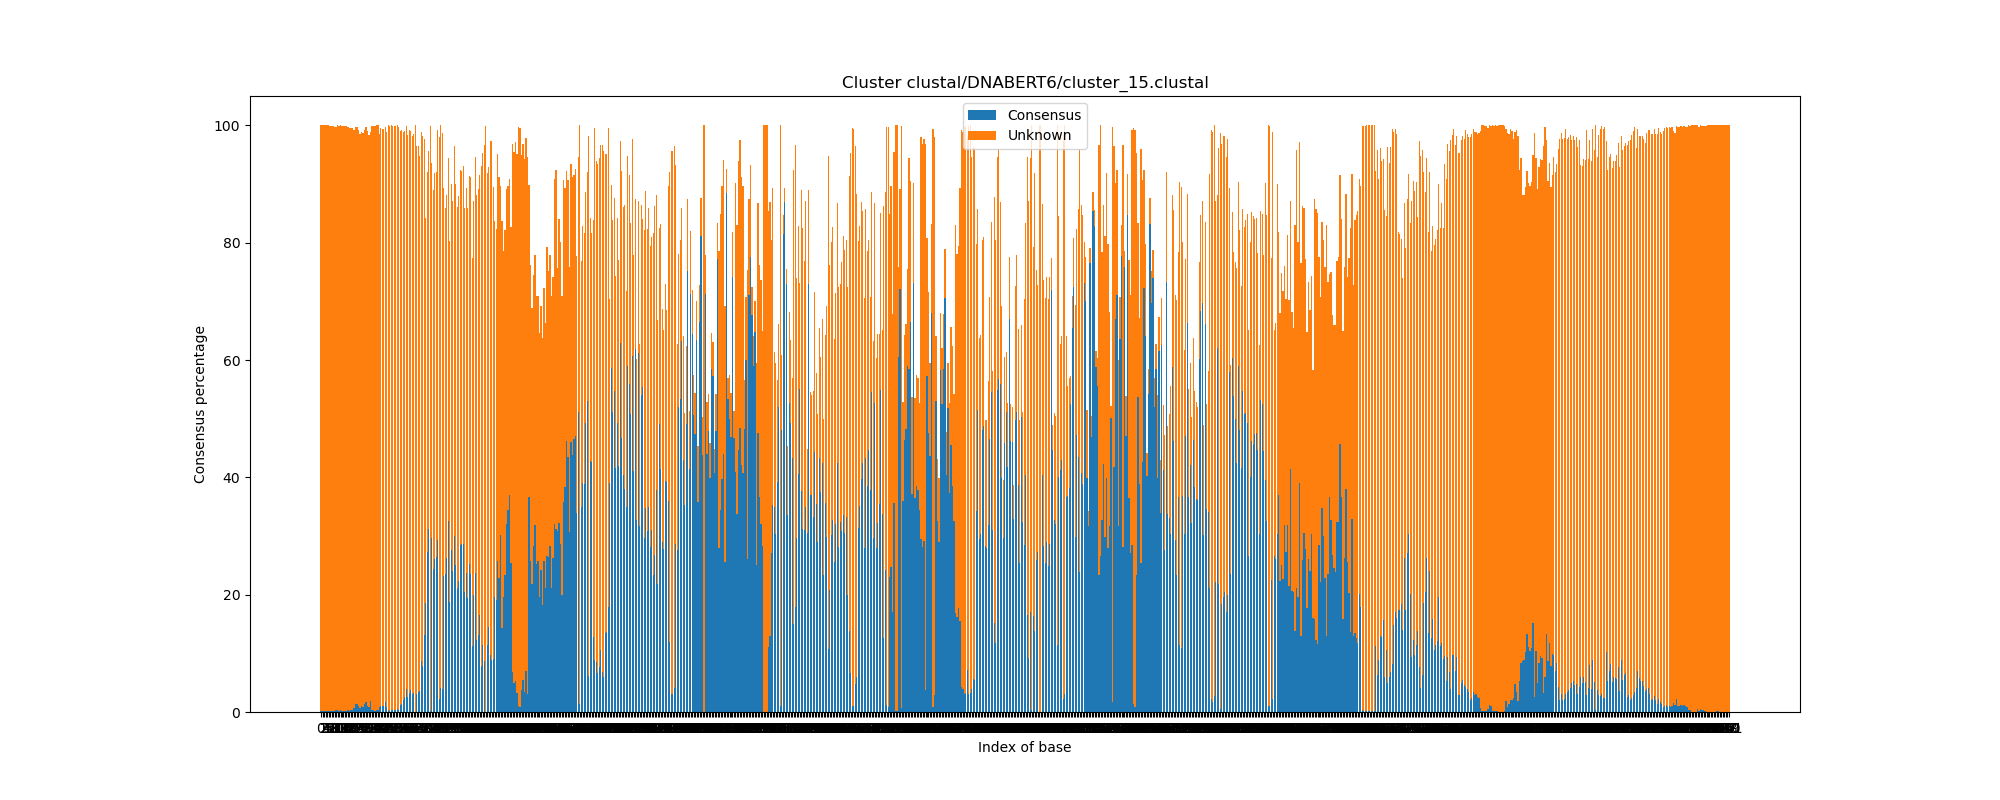 Cluster clustal/DNABERT6/cluster_15.clustal
Consensus
Unknown
100
80
60
40
20
0
Consensus percentage
Index of base